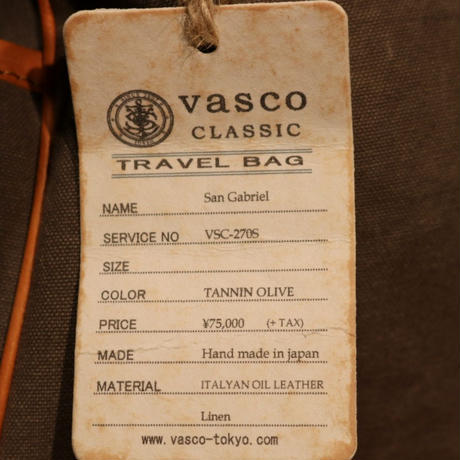 vasco
CLASSIC
TRAVEL BAG
NAME San Gabriel
SERVICE NO VSC-270S
SIZE
COLOR TANNIN OLIVE
PRICE ¥75,000 (+ TAX)
MADE Hand made in japan
MATERIAL ITALYAN OIL LEATHER
Linen
www.vasco-tokyo.com